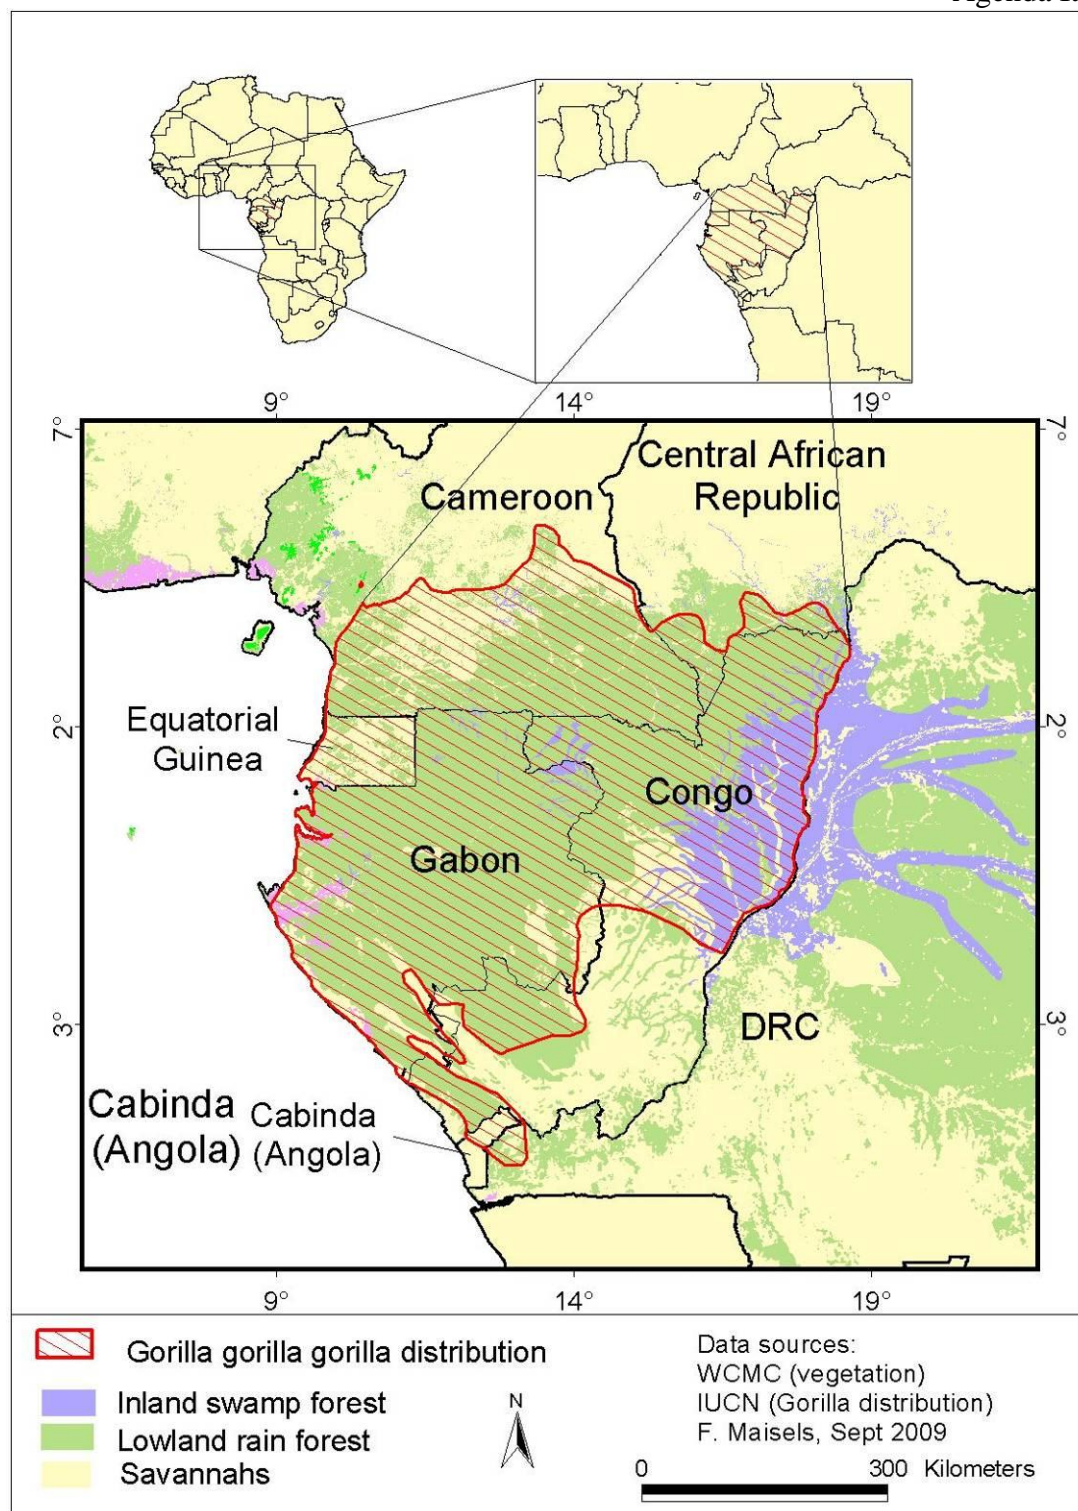 9° 14° 19°
7° 7°
Central African
Republic
Cameroon
Equatorial
Guinea
2° 2°
Congo
Gabon
DRC
3° 3°
Cabinda
(Angola)
Cabinda
(Angola)
9° 14° 19°
Gorilla gorilla gorilla distribution
Inland swamp forest
Lowland rain forest
Savannahs
N
Data sources:
WCMC (vegetation)
IUCN (Gorilla distribution)
F. Maisels, Sept 2009
0 300 Kilometers